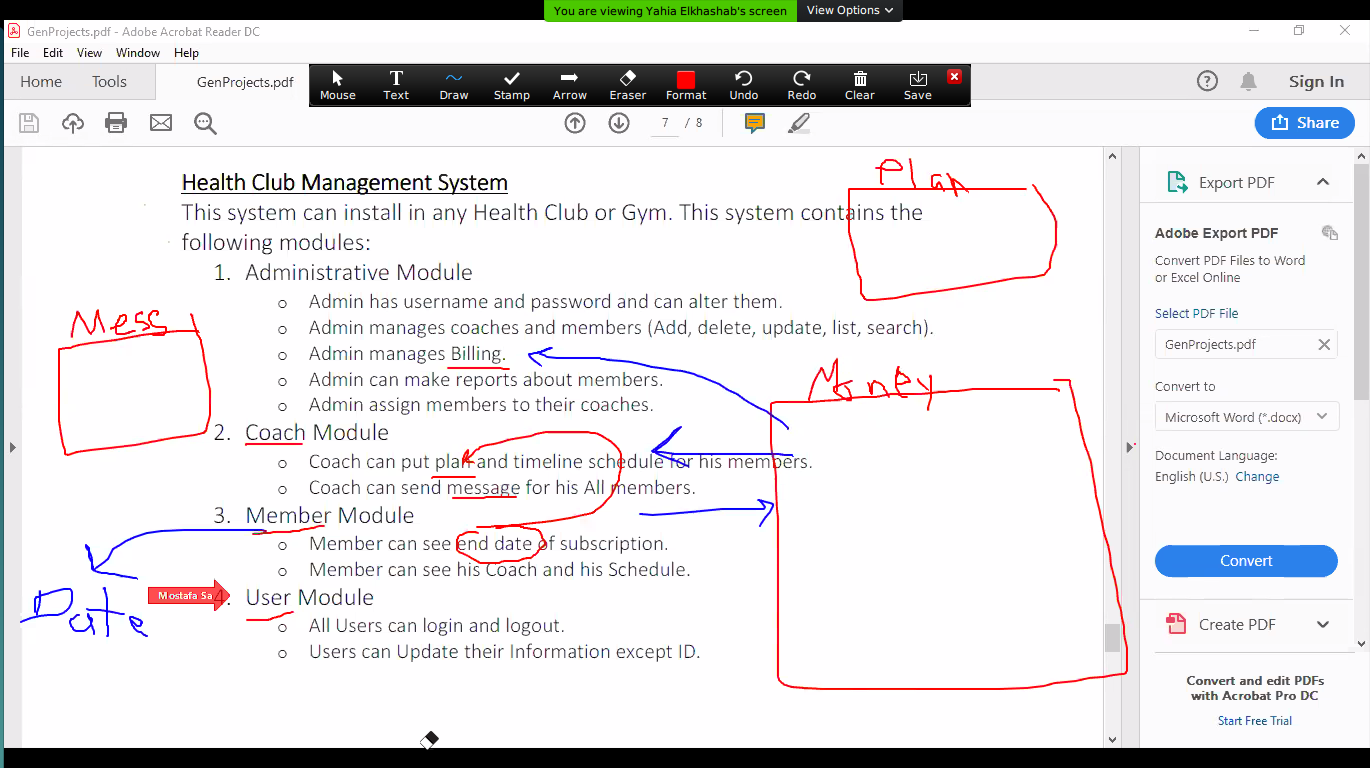 You are viewing Yahia Elkhashab's screen
View Options
GenProjects.pdf - Adobe Acrobat Reader DC
File Edit View Window Help
Home Tools GenProjects.pdf
Mouse Text Draw Stamp Arrow Eraser Format Undo Redo Clear Save
Sign In
7 / 8
Share
Plan
Health Club Management System
This system can install in any Health Club or Gym. This system contains the
following modules:
1. Administrative Module
o Admin has username and password and can alter them.
o Admin manages coaches and members (Add, delete, update, list, search).
o Admin manages Billing.
o Admin can make reports about members.
o Admin assign members to their coaches.
2. Coach Module
o Coach can put plan and timeline schedule for his members.
o Coach can send message for his All members.
3. Member Module
o Member can see end date of subscription.
o Member can see his Coach and his Schedule.
4. User Module
o All Users can login and logout.
o Users can Update their Information except ID.
Mess
Money
Date
Mostafa Sa
Export PDF
Adobe Export PDF
Convert PDF Files to Word
or Excel Online
Select PDF File
GenProjects.pdf
Convert to
Microsoft Word (*.docx)
Document Language:
English (U.S.) Change
Convert
Create PDF
Convert and edit PDFs
with Acrobat Pro DC
Start Free Trial